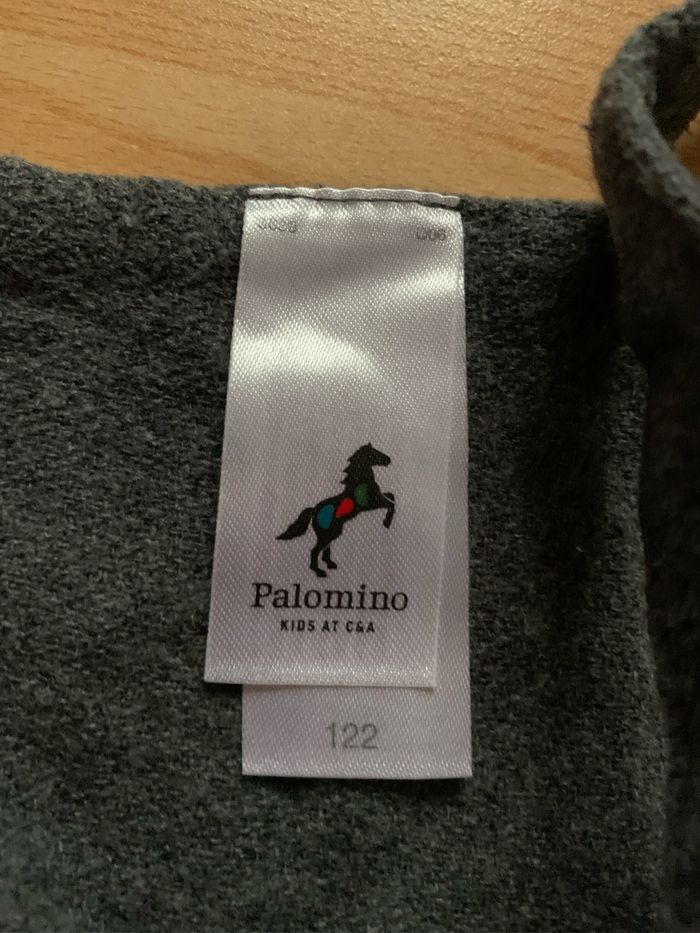 Palomino
KIDS AT C&A
122